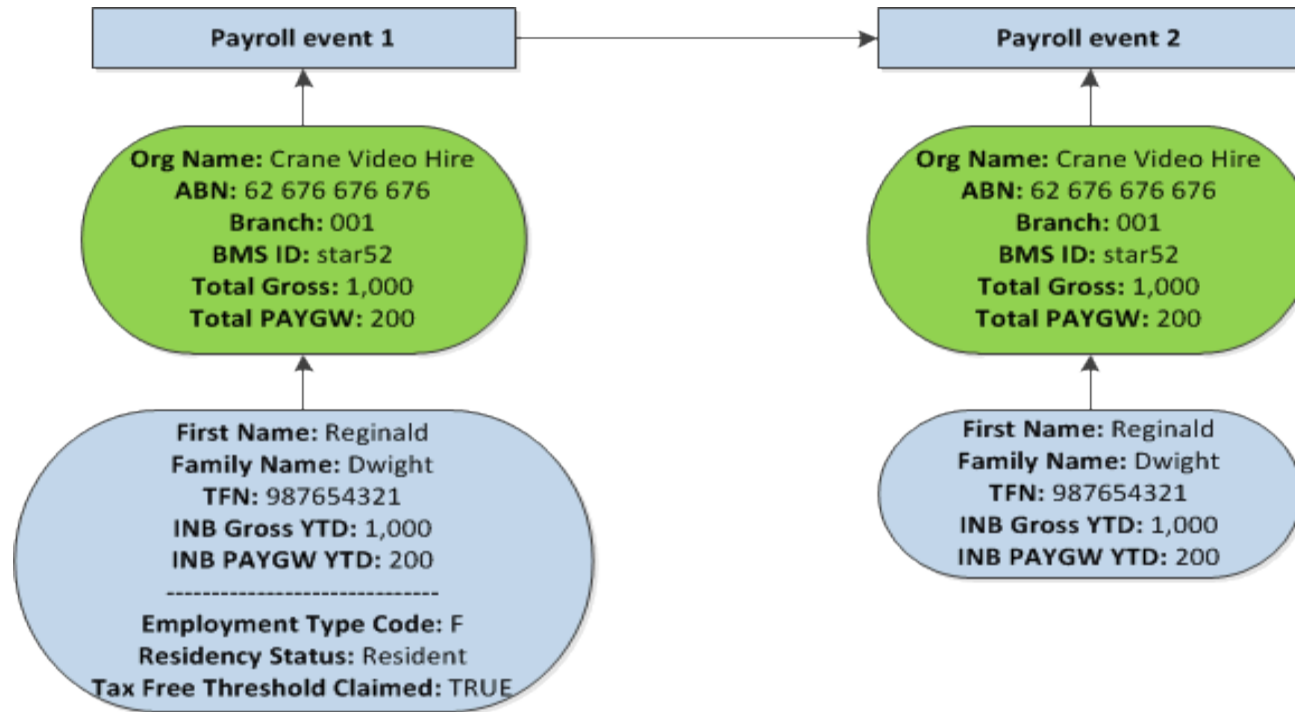 Payroll event 1
Payroll event 2
Org Name: Crane Video Hire
ABN: 62 676 676 676
Branch: 001
BMS ID: star52
Total Gross: 1,000
Total PAYGW: 200
Org Name: Crane Video Hire
ABN: 62 676 676 676
Branch: 001
BMS ID: star52
Total Gross: 1,000
Total PAYGW: 200
First Name: Reginald
Family Name: Dwight
TFN: 987654321
INB Gross YTD: 1,000
INB PAYGW YTD: 200
------------------------------
Employment Type Code: F
Residency Status: Resident
Tax Free Threshold Claimed: TRUE
First Name: Reginald
Family Name: Dwight
TFN: 987654321
INB Gross YTD: 1,000
INB PAYGW YTD: 200